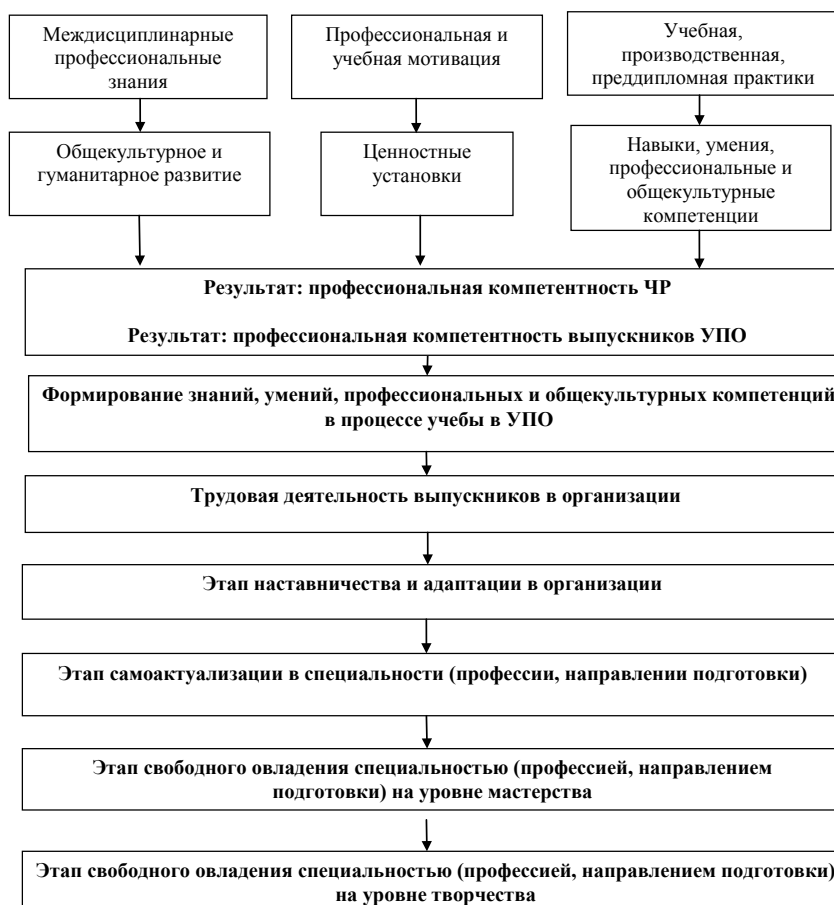 Междисциплинарные
профессиональные
знания
Профессиональная и
учебная мотивация
Учебная,
производственная,
преддипломная практики
Общекультурное и
гуманитарное развитие
Ценностные
установки
Навыки, умения,
профессиональные и
общекультурные
компетенции
Результат: профессиональная компетентность ЧР
Результат: профессиональная компетентность выпускников УПО
Формирование знаний, умений, профессиональных и общекультурных компетенций
в процессе учебы в УПО
Трудовая деятельность выпускников в организации
Этап наставничества и адаптации в организации
Этап самоактуализации в специальности (профессии, направлении подготовки)
Этап свободного овладения специальностью (профессией, направлением
подготовки) на уровне мастерства
Этап свободного овладения специальностью (профессией, направлением подготовки)
на уровне творчества